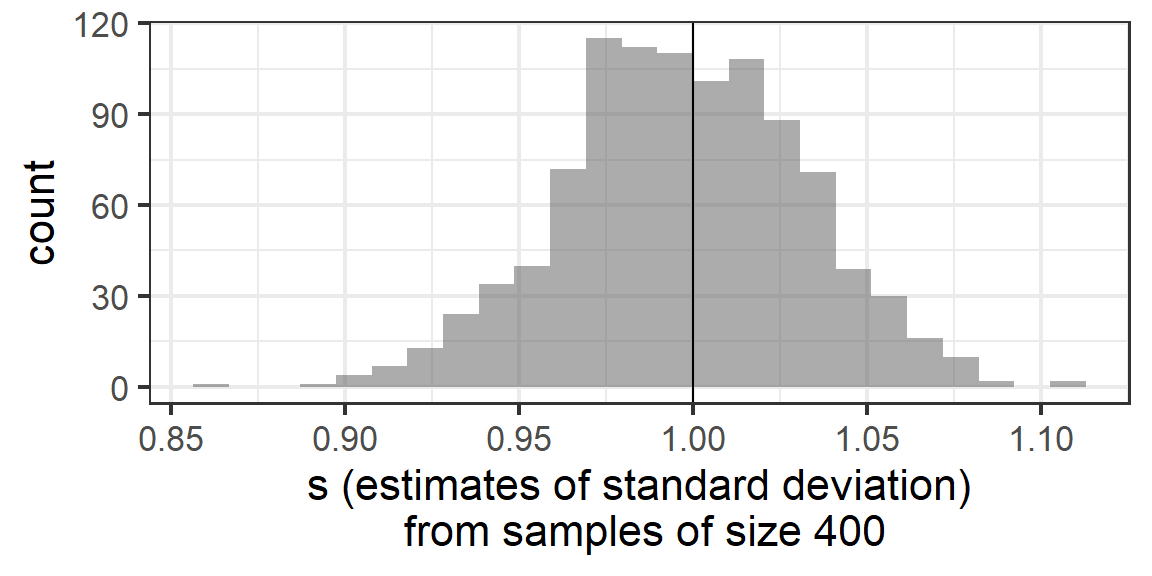 120
90
60
30
0
count
0.85 0.90 0.95 1.00 1.05 1.10
s (estimates of standard deviation)
from samples of size 400